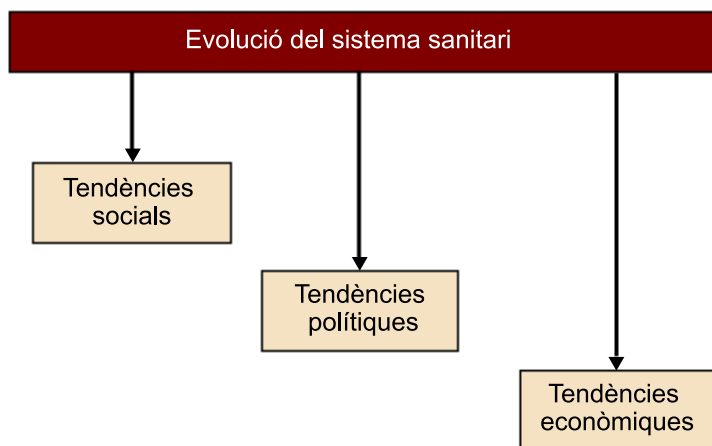 Evolució del sistema sanitari
Tendències
socials
Tendències
polítiques
Tendències
econòmiques